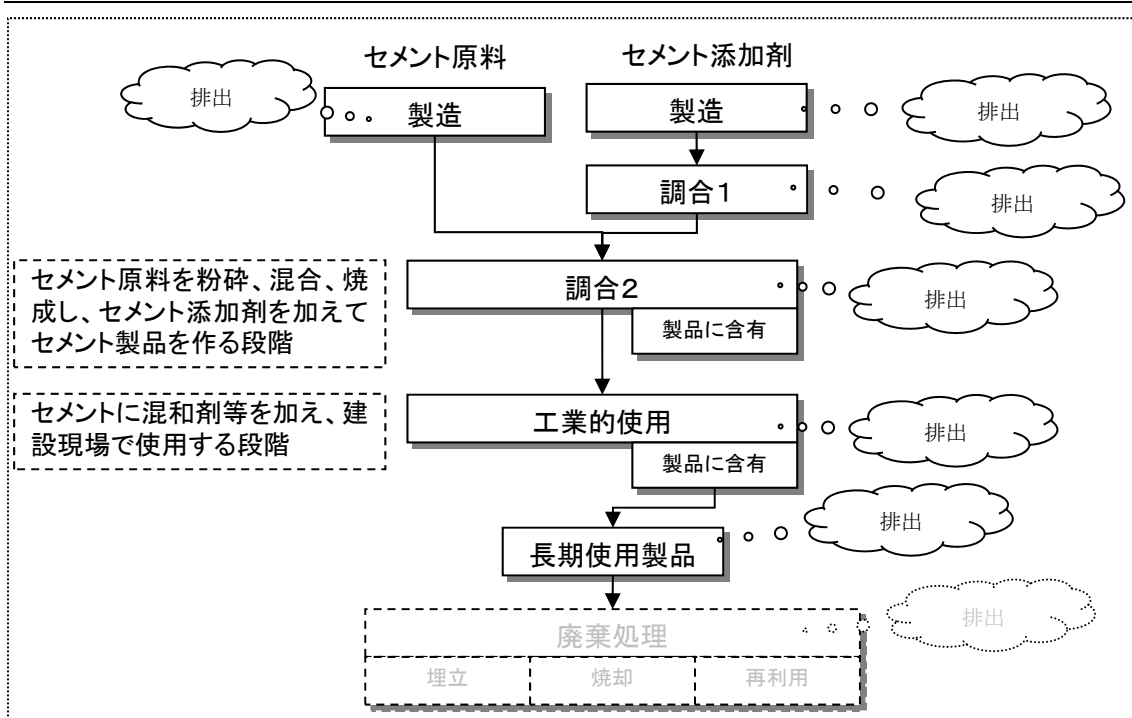 セメント原料
セメント添加剤
排出
製造
製造
排出
調合1
排出
セメント原料を粉砕、混合、焼
成し、セメント添加剤を加えて
セメント製品を作る段階
調合2
排出
製品に含有
セメントに混和剤等を加え、建
設現場で使用する段階
工業的使用
排出
製品に含有
排出
長期使用製品
排出
廃棄処理
埋立
焼却
再利用